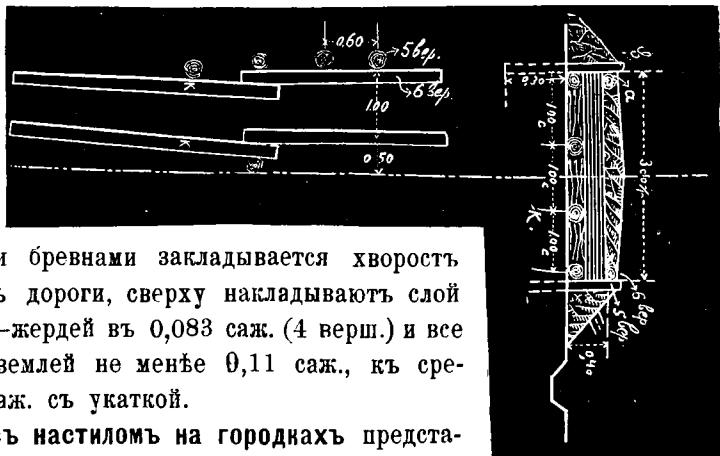 0,60
5 вер.
6 вер.
1.00
0.50
К
К
а
0.30
1.00 с
1.00 с
1.00 с
К.
6 вер
5 вер
0,40
и бревнами закладывается хворостъ
ь дороги, сверху накладываютъ слой
–жердей въ 0,083 саж. (4 верш.) и все
землей не менѣе 0,11 саж., къ сре-
аж. съ укаткой.
ъ настиломъ на городкахъ предста-